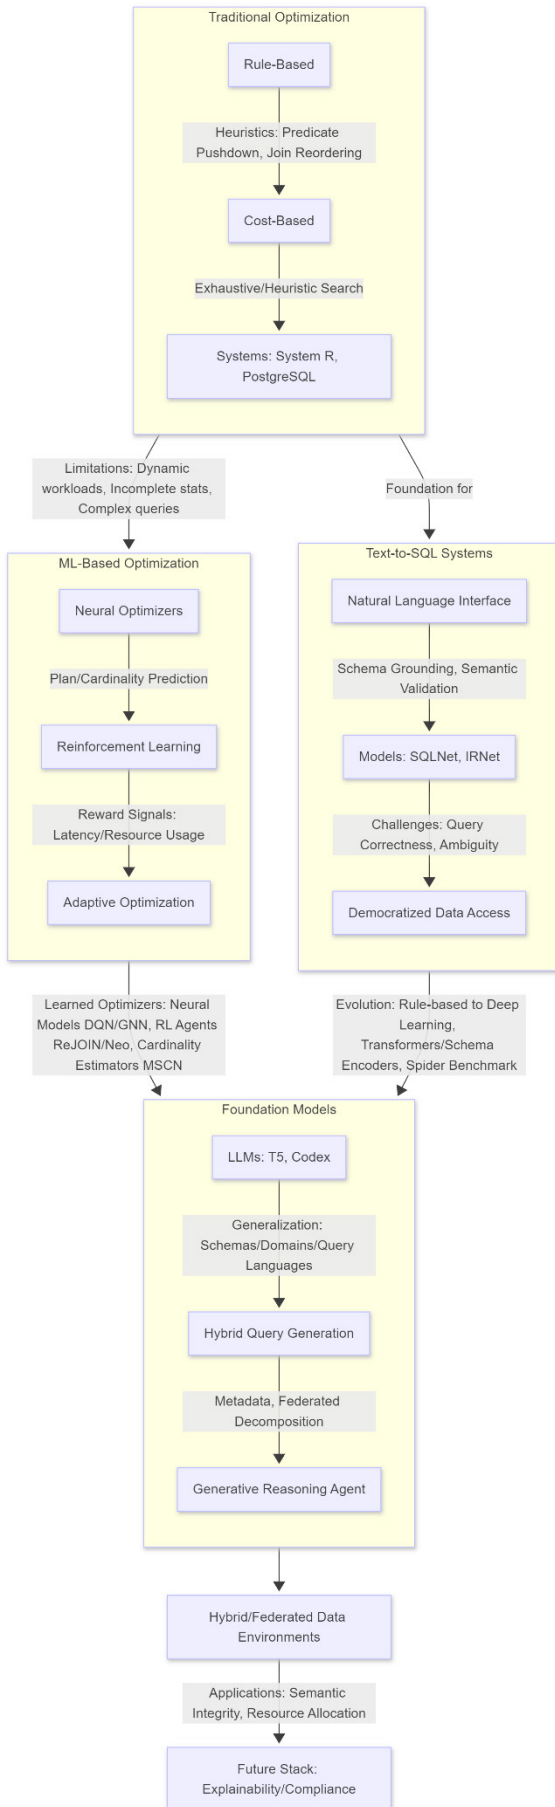 Traditional Optimization
Rule-Based
Heuristics: Predicate
Pushdown, Join Reordering
Cost-Based
Exhaustive/Heuristic Search
Systems: System R,
PostgreSQL
Limitations: Dynamic
workloads, Incomplete stats,
Complex queries
Foundation for
ML-Based Optimization
Neural Optimizers
Plan/Cardinality Prediction
Reinforcement Learning
Reward Signals:
Latency/Resource Usage
Adaptive Optimization
Text-to-SQL Systems
Natural Language Interface
Schema Grounding, Semantic
Validation
Models: SQLNet, IRNet
Challenges: Query
Correctness, Ambiguity
Democratized Data Access
Learned Optimizers: Neural
Models DQN/GNN, RL Agents
ReJOIN/Neo, Cardinality
Estimators MSCN
Evolution: Rule-based to Deep
Learning,
Transformers/Schema
Encoders, Spider Benchmark
Foundation Models
LLMs: T5, Codex
Generalization:
Schemas/Domains/Query
Languages
Hybrid Query Generation
Metadata, Federated
Decomposition
Generative Reasoning Agent
Hybrid/Federated Data
Environments
Applications: Semantic
Integrity, Resource Allocation
Future Stack:
Explainability/Compliance